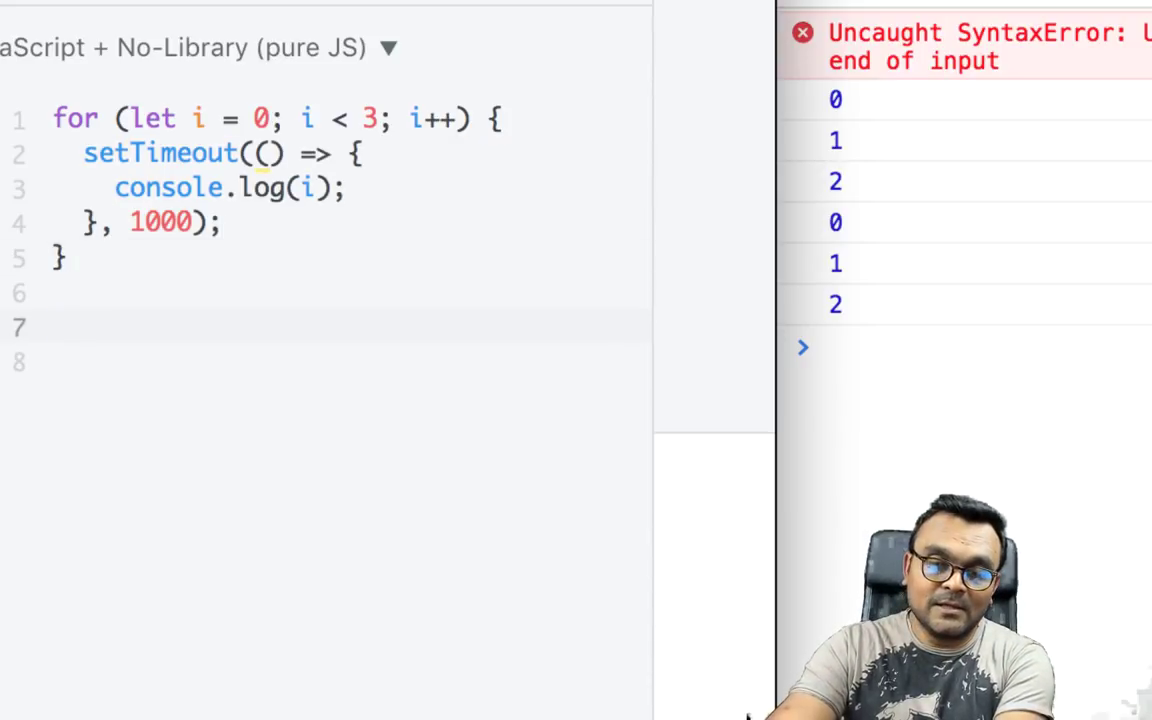 aScript + No-Library (pure JS) ▼
1 for (let i = 0; i < 3; i++) {
2 setTimeout(() => {
3 console.log(i);
4 }, 1000);
5 }
6
7
8
Uncaught SyntaxError:
end of input
0
1
2
0
1
2
>